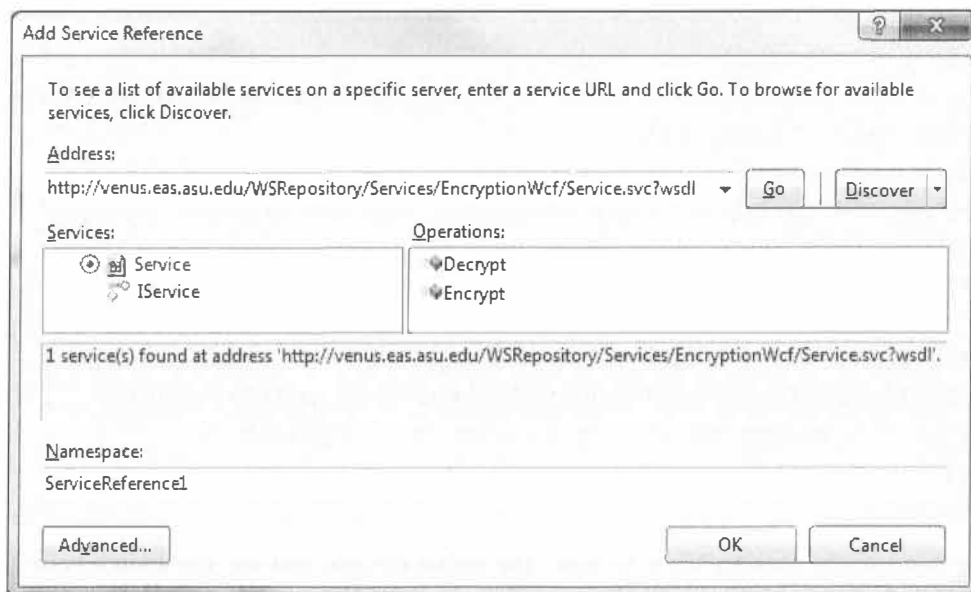 Add Service Reference
To see a list of available services on a specific server, enter a service URL and click Go. To browse for available
services, click Discover.
Address:
http://venus.eas.asu.edu/WSRepository/Services/EncryptionWcf/Service.svc?wsdl Go Discover
Services: Operations:
Service Decrypt
IService Encrypt
1 service(s) found at address 'http://venus.eas.asu.edu/WSRepository/Services/EncryptionWcf/Service.svc?wsdl'.
Namespace:
ServiceReference1
Advanced... OK Cancel